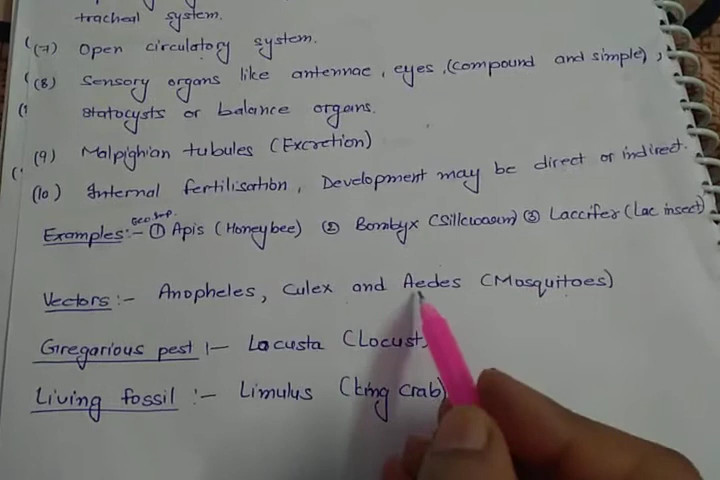 tracheal system.
(7) Open circulatory system.
(8) Sensory organs like antennae, eyes, (compound and simple),
statocysts or balance organs.
(9) Malpighian tubules (Excretion)
(10) Internal fertilisation, Development may be direct or indirect.
Examples:- ① Apis (Honeybee) ② Bombyx (Silkwasm) ③ Laccifer (Lac insect)
Vectors :- Anopheles, Culex and Aedes (Mosquitoes)
Gregarious pest :- Locusta (Locust)
Living fossil :- Limulus (king crab)